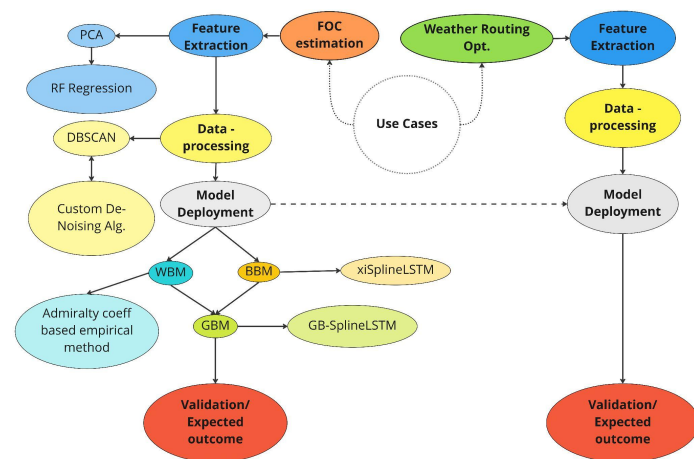 PCA
Feature
Extraction
FOC
estimation
Weather Routing
Opt.
Feature
Extraction
RF Regression
Use Cases
DBSCAN
Data -
processing
Data -
processing
Custom De-
Noising Alg.
Model
Deployment
Model
Deployment
WBM
BBM
xiSplineLSTM
Admiralty coeff
based empirical
method
GBM
GB-SplineLSTM
Validation/
Expected
outcome
Validation/
Expected
outcome